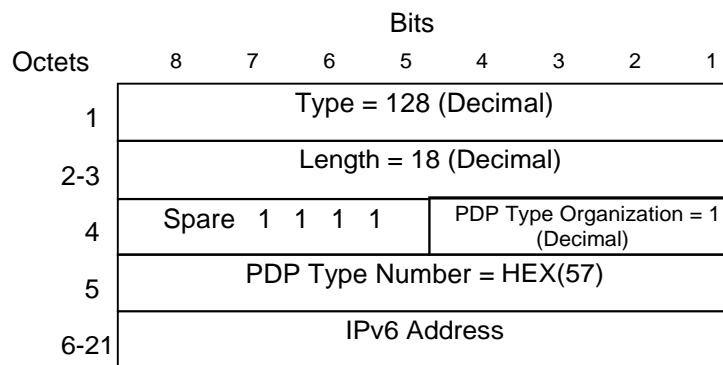 Bits
Octets 8 7 6 5 4 3 2 1
1 Type = 128 (Decimal)
2-3 Length = 18 (Decimal)
4 Spare 1 1 1 1 PDP Type Organization = 1
(Decimal)
5 PDP Type Number = HEX(57)
6-21 IPv6 Address